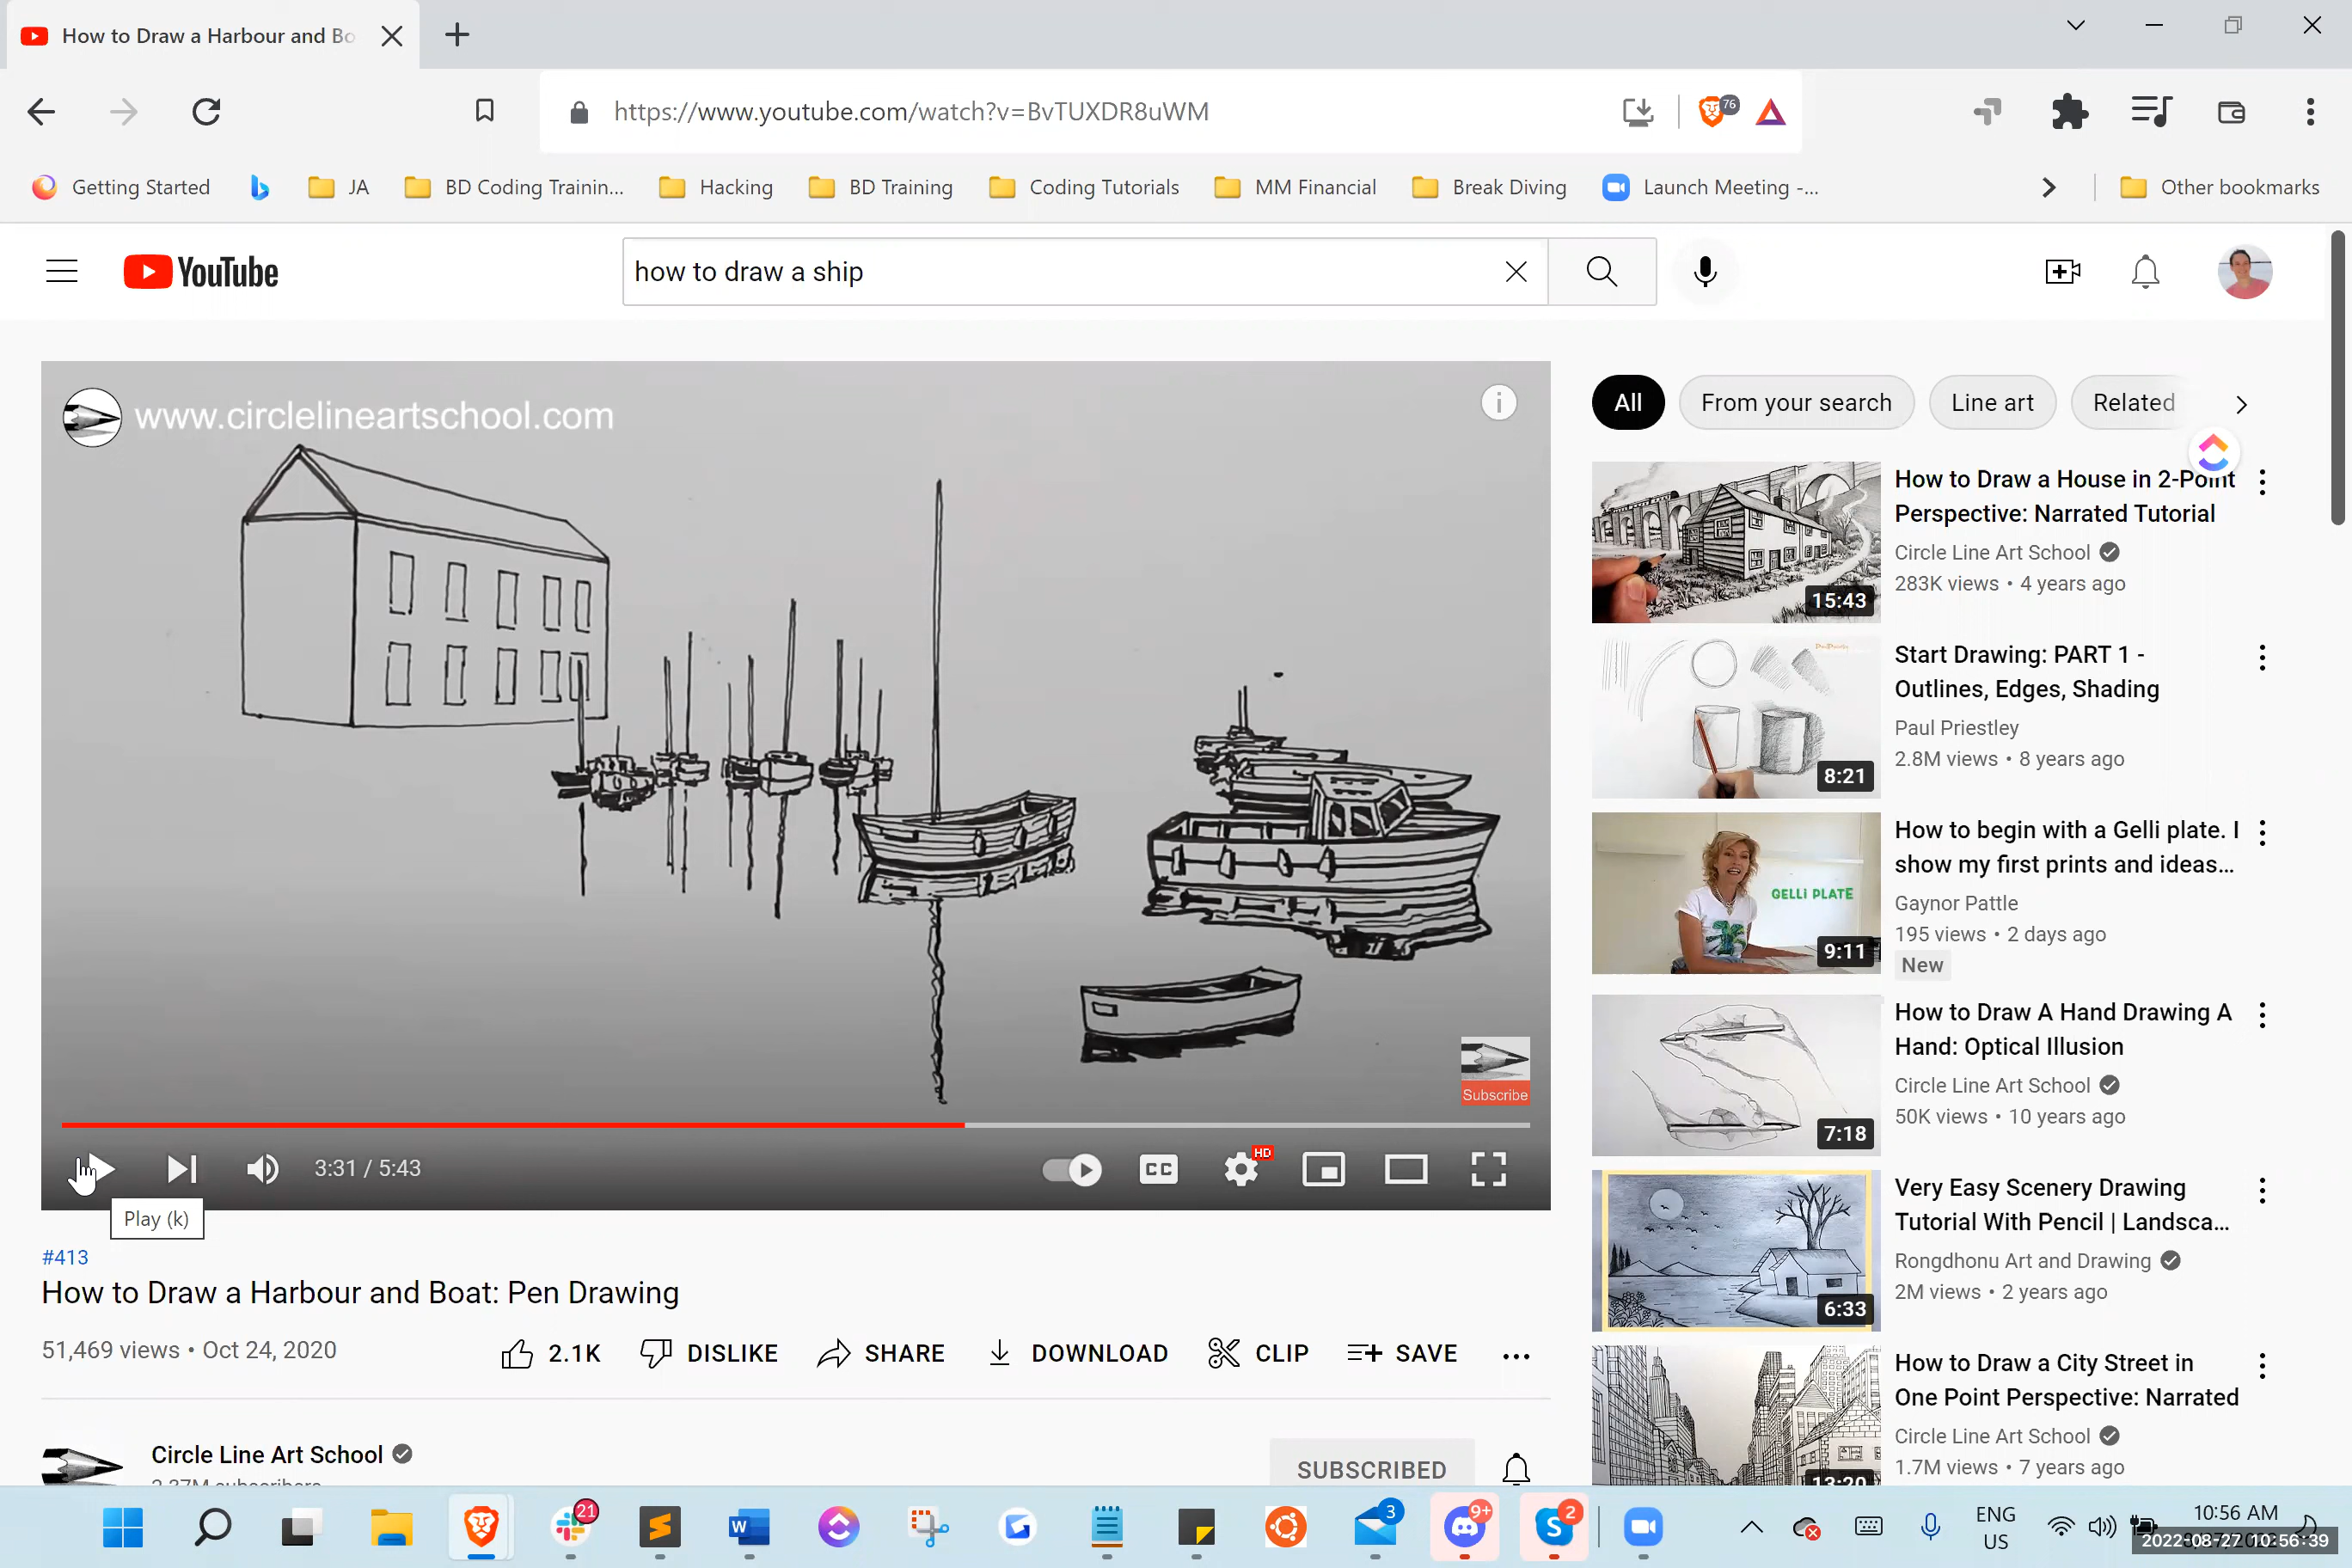 How to Draw a Harbour and Bo
https://www.youtube.com/watch?v=BvTUXDR8uWM
76
Getting Started
JA
BD Coding Trainin...
Hacking
BD Training
Coding Tutorials
MM Financial
Break Diving
Launch Meeting -...
Other bookmarks
YouTube
how to draw a ship
www.circlelineartschool.com
Subscribe
3:31 / 5:43
CC
HD
Play (k)
#413
How to Draw a Harbour and Boat: Pen Drawing
51,469 views • Oct 24, 2020
2.1K
DISLIKE
SHARE
DOWNLOAD
CLIP
SAVE
Circle Line Art School
SUBSCRIBED
All
From your search
Line art
Related
How to Draw a House in 2-Point
Perspective: Narrated Tutorial
Circle Line Art School
283K views • 4 years ago
15:43
Start Drawing: PART 1 -
Outlines, Edges, Shading
Paul Priestley
2.8M views • 8 years ago
8:21
How to begin with a Gelli plate. I
show my first prints and ideas...
Gaynor Pattle
195 views • 2 days ago
New
GELLI PLATE
9:11
How to Draw A Hand Drawing A
Hand: Optical Illusion
Circle Line Art School
50K views • 10 years ago
7:18
Very Easy Scenery Drawing
Tutorial With Pencil | Landsca...
Rongdhonu Art and Drawing
2M views • 2 years ago
6:33
How to Draw a City Street in
One Point Perspective: Narrated
Circle Line Art School
1.7M views • 7 years ago
13:20
21
S
W
3
9+
S
2
ENG
US
10:56 AM
2022-08-27 10:56:39